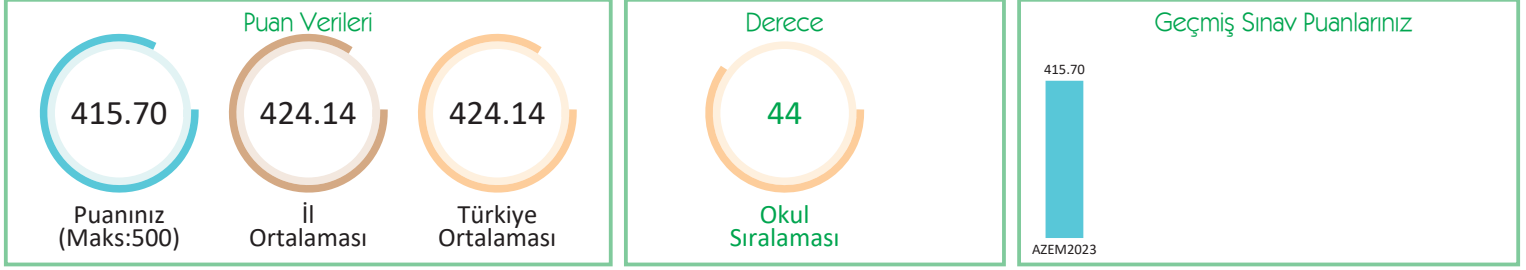 Puan Verileri
415.70
424.14
424.14
Puanınız
(Maks:500)
İl
Ortalaması
Türkiye
Ortalaması
Derece
44
Okul
Sıralaması
Geçmiş Sınav Puanlarınız
415.70
AZEM2023